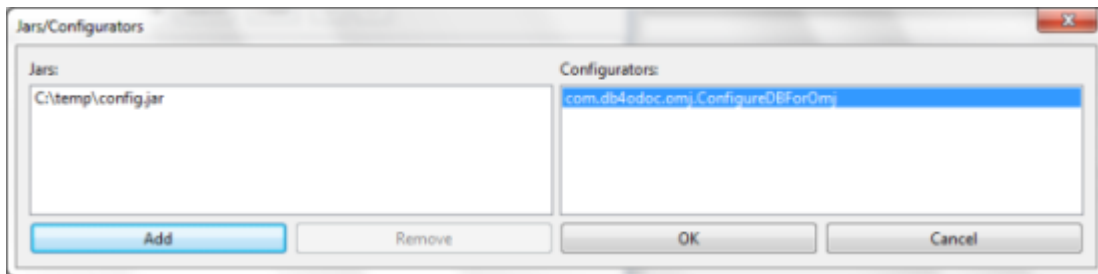 Jars/Configurators
Jars:
Configurators:
C:\temp\config.jar
com.db4odoc.omj.ConfigureDBForOmj
Add
Remove
OK
Cancel